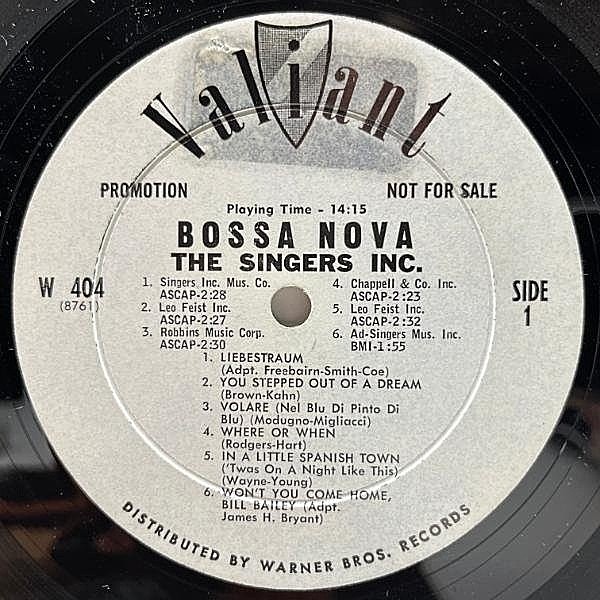 Valiant
PROMOTION
NOT FOR SALE
Playing Time - 14:15
BOSSA NOVA
THE SINGERS INC.
W 404
(8761)
SIDE
1
1. Singers Inc. Mus. Co.
ASCAP-2:28
2. Leo Feist Inc.
ASCAP-2:27
3. Robbins Music Corp.
ASCAP-2:30
4. Chappell & Co. Inc.
ASCAP-2:23
5. Leo Feist Inc.
ASCAP-2:32
6. Ad-Singers Mus. Inc.
BMI-1:55
1. LIEBESTRAUM
(Adpt. Freebairn-Smith-Coe)
2. YOU STEPPED OUT OF A DREAM
(Brown-Kahn)
3. VOLARE (Nel Blu Di Pinto Di
Blu) (Modugno-Migliacci)
4. WHERE OR WHEN
(Rodgers-Hart)
5. IN A LITTLE SPANISH TOWN
('Twas On A Night Like This)
(Wayne-Young)
6. WON'T YOU COME HOME,
BILL BAILEY (Adpt.
James H. Bryant)
DISTRIBUTED BY WARNER BROS. RECORDS